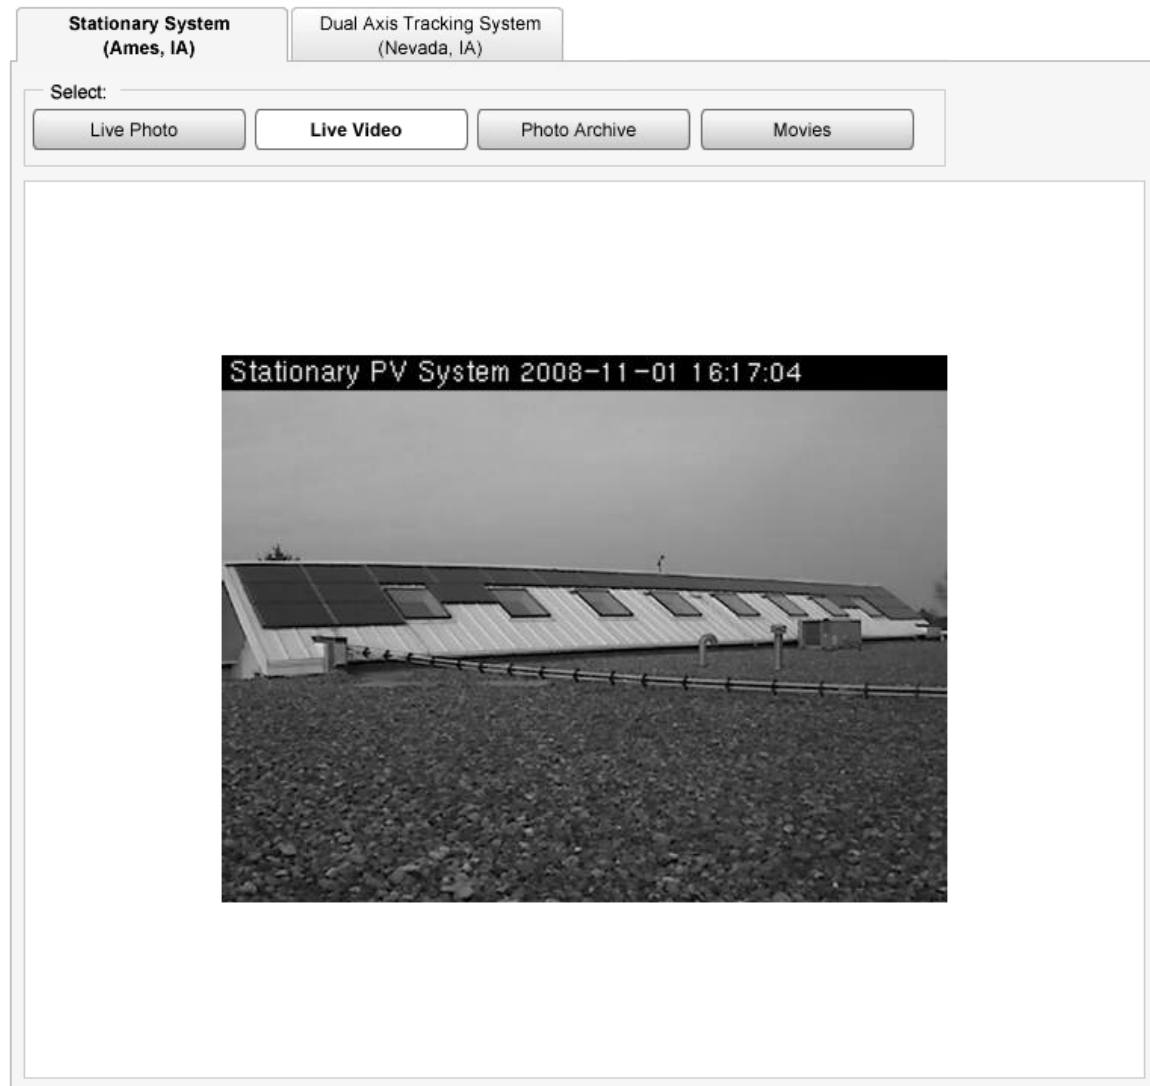 Stationary System
(Ames, IA)
Dual Axis Tracking System
(Nevada, IA)
Select:
Live Photo
Live Video
Photo Archive
Movies
Stationary PV System 2008-11-01 16:17:04